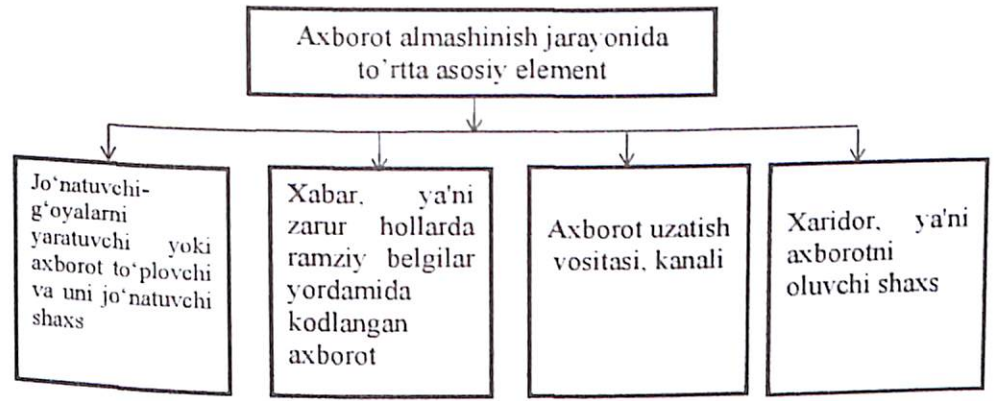 Axborot almashinish jarayonida
to'rtta asosiy element
Jo‘natuvchi-
g‘oyalarni
yaratuvchi yoki
axborot to‘plovchi
va uni jo‘natuvchi
shaxs
Xabar, ya'ni
zarur hollarda
ramziy belgilar
yordamida
kodlangan
axborot
Axborot uzatish
vositasi, kanali
Xaridor, ya'ni
axborotni
oluvchi shaxs